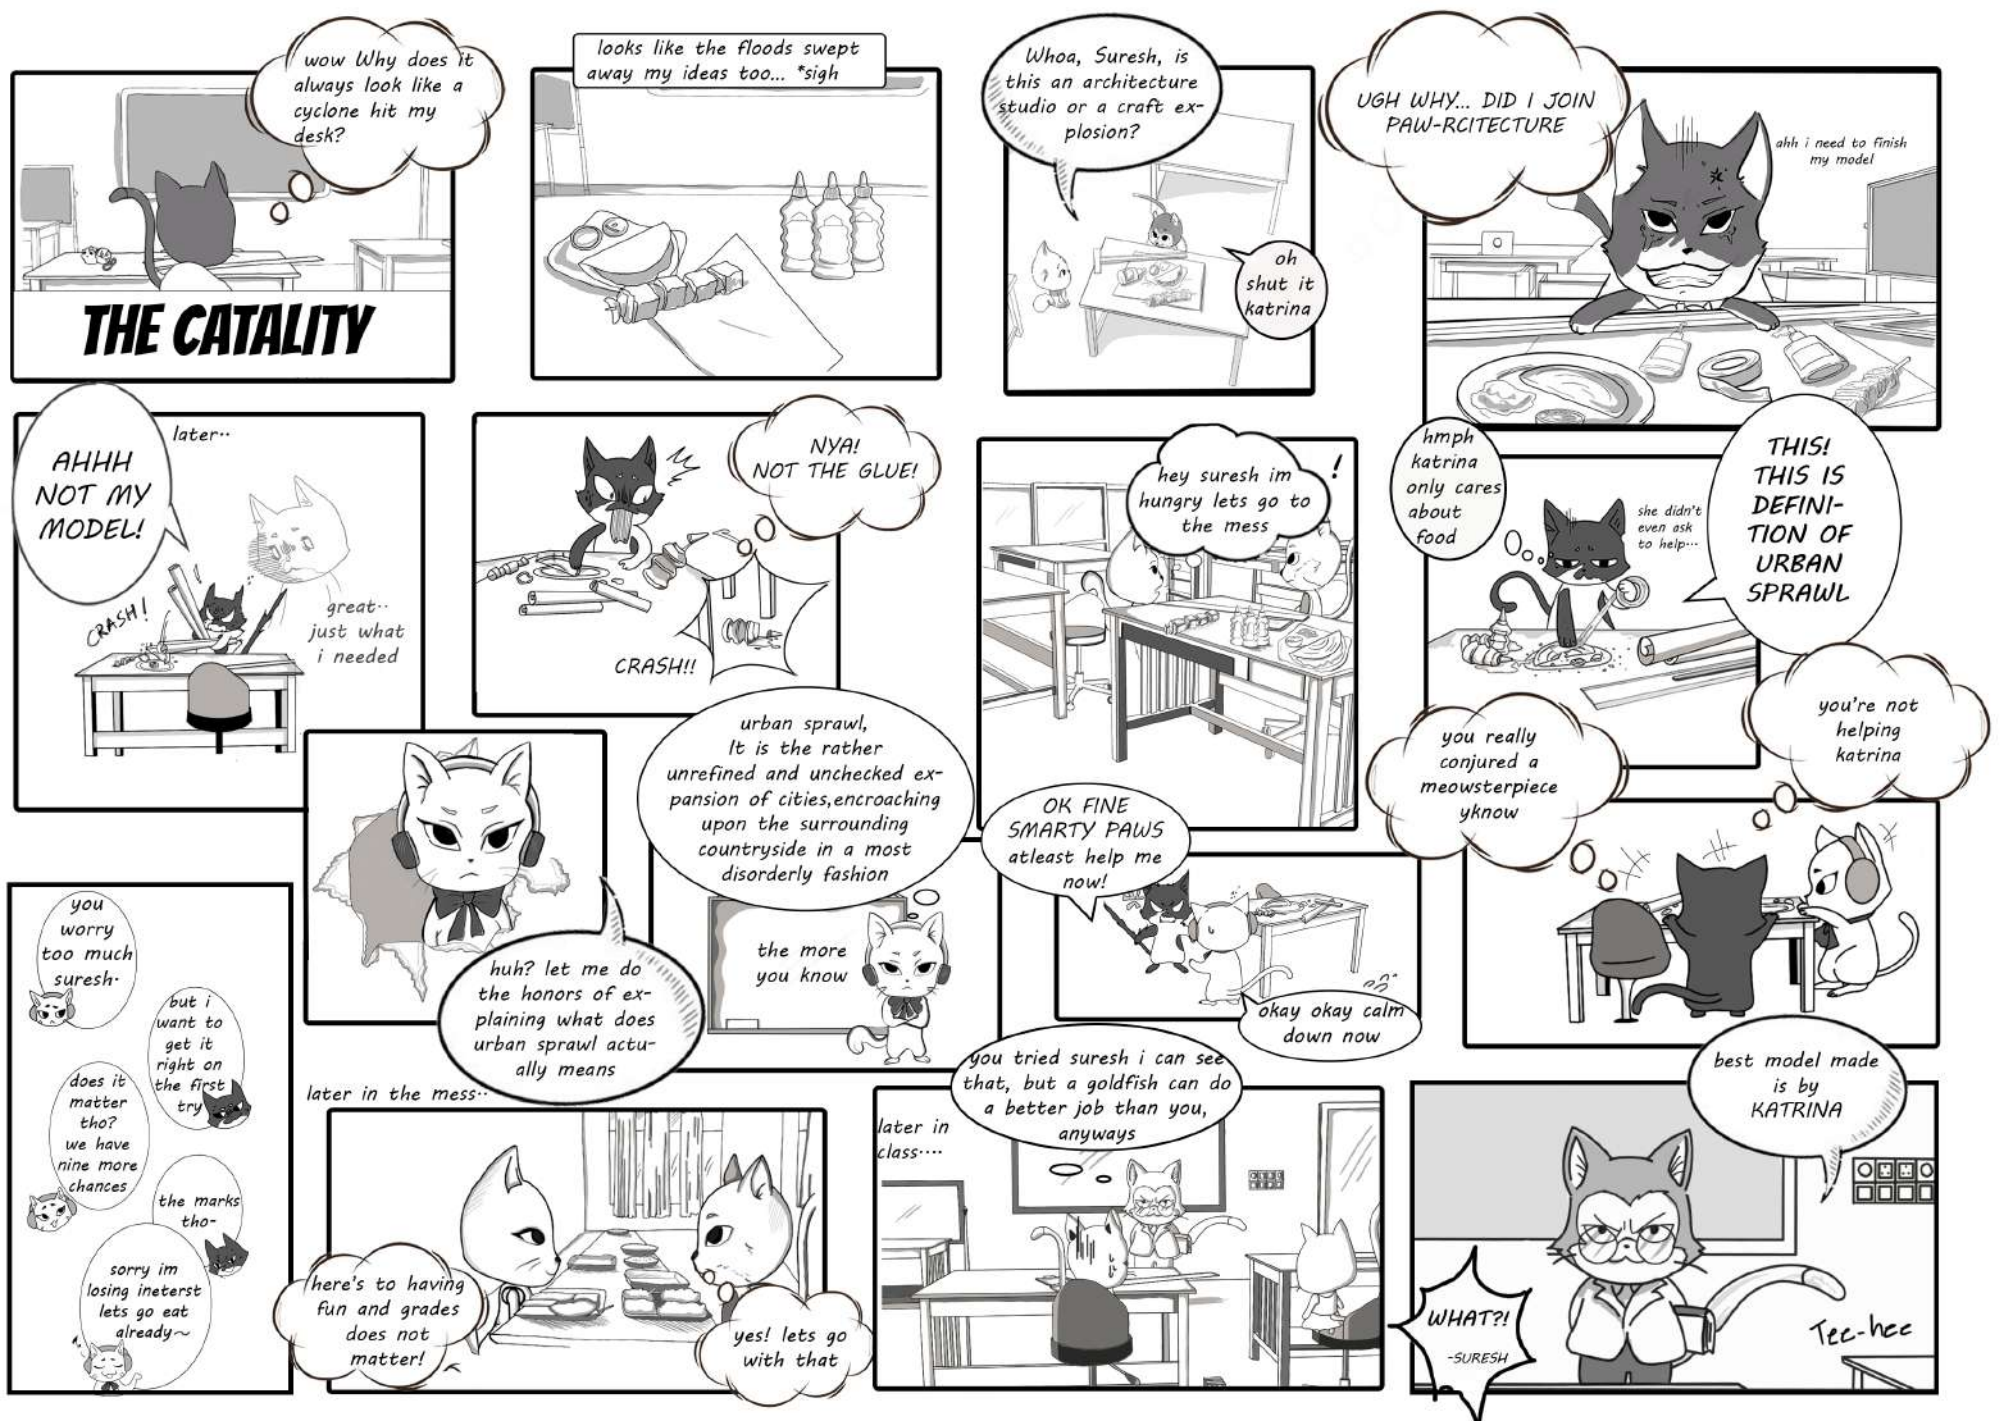 wow Why does it
always look like a
cyclone hit my
desk?
THE CATALITY
looks like the floods swept
away my ideas too... *sigh
Whoa, Suresh, is
this an architecture
studio or a craft ex-
plosion?
oh
shut it
katrina
UGH WHY... DID I JOIN
PAW-RCITECTURE
ahh i need to finish
my model
AHHH
NOT MY
MODEL!
later..
CRASH!
great..
just what
i needed
NYA!
NOT THE GLUE!
CRASH!!
hey suresh im
hungry lets go to
the mess
!
hmph
katrina
only cares
about
food
she didn't
even ask
to help...
THIS!
THIS IS
DEFINI-
TION OF
URBAN
SPRAWL
huh? let me do
the honors of ex-
plaining what does
urban sprawl actu-
ally means
urban sprawl,
It is the rather
unrefined and unchecked ex-
pansion of cities,encroaching
upon the surrounding
countryside in a most
disorderly fashion
the more
you know
OK FINE
SMARTY PAWS
atleast help me
now!
okay okay calm
down now
you really
conjured a
meowsterpiece
yknow
you're not
helping
katrina
you
worry
too much
suresh.
but i
want to
get it
right on
the first
try
does it
matter
tho?
we have
nine more
chances
the marks
tho-
sorry im
losing ineterst
lets go eat
already~
later in the mess..
here's to having
fun and grades
does not
matter!
yes! lets go
with that
later in
class....
you tried suresh i can see
that, but a goldfish can do
a better job than you,
anyways
best model made
is by
KATRINA
WHAT?!
-SURESH
Tee-hee